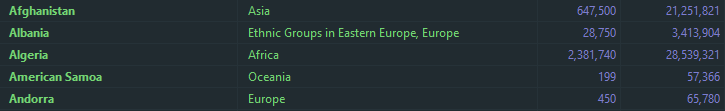 Afghanistan Asia 647,500 21,251,821
Albania Ethnic Groups in Eastern Europe, Europe 28,750 3,413,904
Algeria Africa 2,381,740 28,539,321
American Samoa Oceania 199 57,366
Andorra Europe 450 65,780